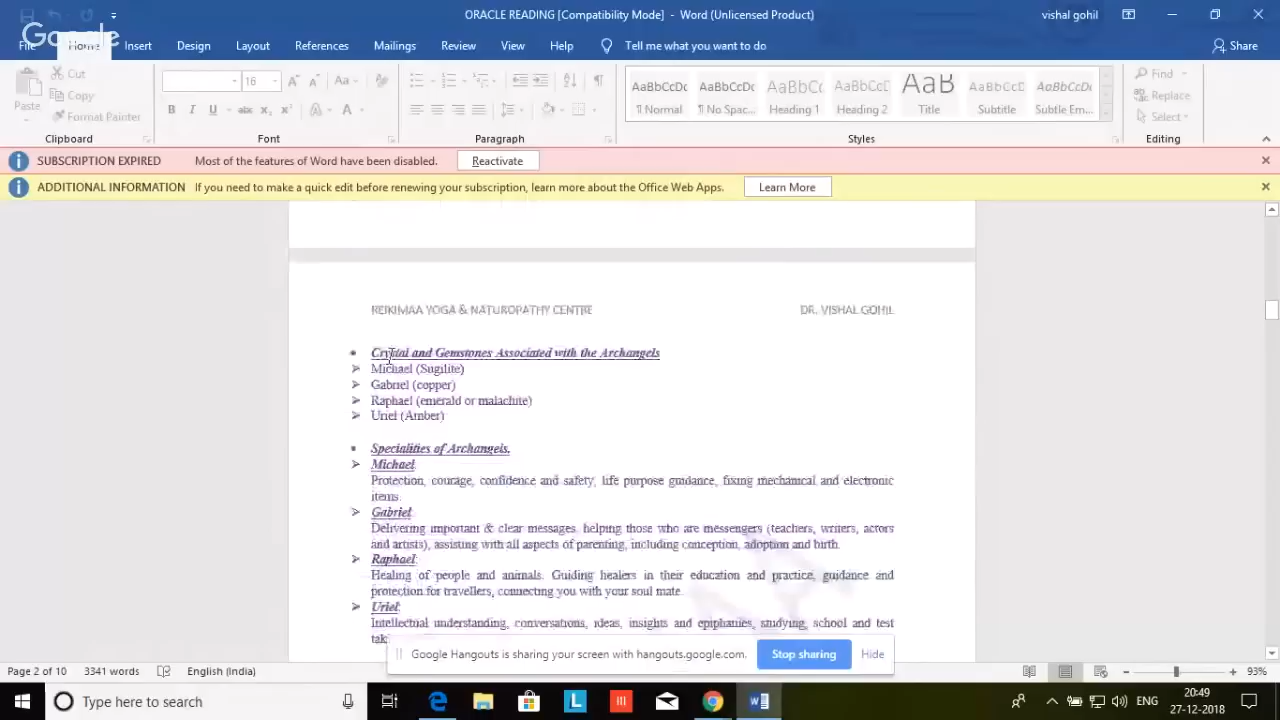 ORACLE READING [Compatibility Mode] - Word (Unlicensed Product)
vishal gohil
Google
File Home Insert Design Layout References Mailings Review View Help Tell me what you want to do Share
Paste
Cut
Copy
Format Painter
Clipboard
16
Font
Paragraph
AaBbCcDc AaBbCcDc AaBbCc AaBbCcC AaB AaBbCcDc AaBbCcDc
¶ Normal ¶ No Spac... Heading 1 Heading 2 Title Subtitle Subtle Em...
Styles
Find
Replace
Select
Editing
SUBSCRIPTION EXPIRED Most of the features of Word have been disabled. Reactivate
ADDITIONAL INFORMATION If you need to make a quick edit before renewing your subscription, learn more about the Office Web Apps. Learn More
REIKIMAA YOGA & NATUROPATHY CENTRE DR. VISHAL GOHIL
• Crystal and Gemstones Associated with the Archangels
➢ Michael (Sugilite)
➢ Gabriel (copper)
➢ Raphael (emerald or malachite)
➢ Uriel (Amber)
• Specialities of Archangels.
➢ Michael:
Protection, courage, confidence and safety, life purpose guidance, fixing mechanical and electronic
items.
➢ Gabriel:
Delivering important & clear messages. helping those who are messengers (teachers, writers, actors
and artists), assisting with all aspects of parenting, including conception, adoption and birth.
➢ Raphael:
Healing of people and animals. Guiding healers in their education and practice, guidance and
protection for travellers, connecting you with your soul mate.
➢ Uriel:
Intellectual understanding, conversations, ideas, insights and epiphanies, studying, school and test
Google Hangouts is sharing your screen with hangouts.google.com. Stop sharing Hide
Page 2 of 10 3341 words English (India) 93%
Type here to search
ENG
20:49
27-12-2018